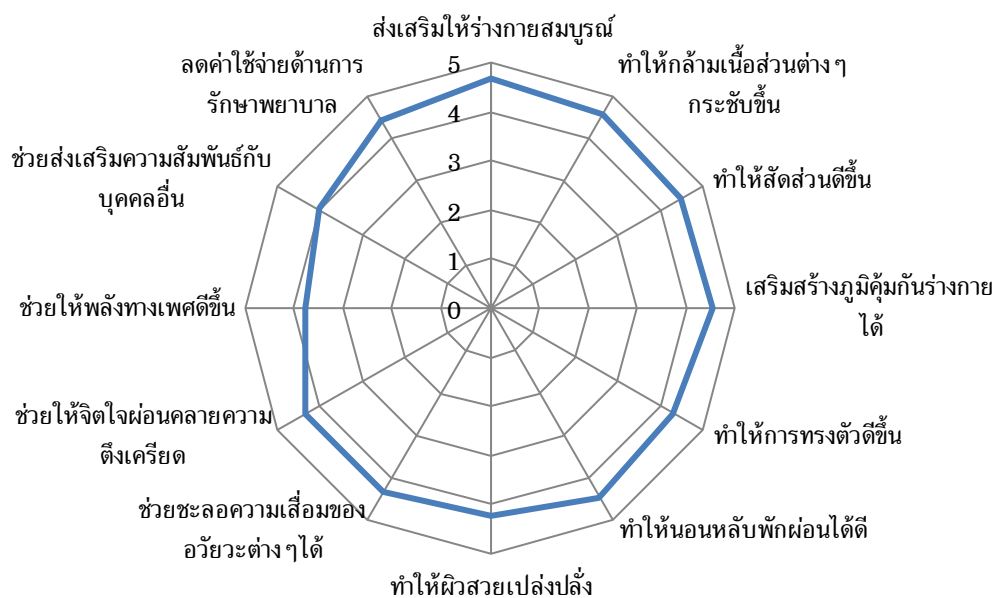 ส่งเสริมให้ร่างกายสมบูรณ์
ทำให้กล้ามเนื้อส่วนต่างๆ
กระชับขึ้น
ทำให้สัดส่วนดีขึ้น
เสริมสร้างภูมิคุ้มกันร่างกาย
ได้
ทำให้การทรงตัวดีขึ้น
ทำให้นอนหลับพักผ่อนได้ดี
ทำให้ผิวสวยเปล่งปลั่ง
ช่วยชะลอความเสื่อมของ
อวัยวะต่างๆได้
ช่วยให้จิตใจผ่อนคลายความ
ตึงเครียด
ช่วยให้พลังทางเพศดีขึ้น
ช่วยส่งเสริมความสัมพันธ์กับ
บุคคลอื่น
ลดค่าใช้จ่ายด้านการ
รักษาพยาบาล
5
4
3
2
1
0